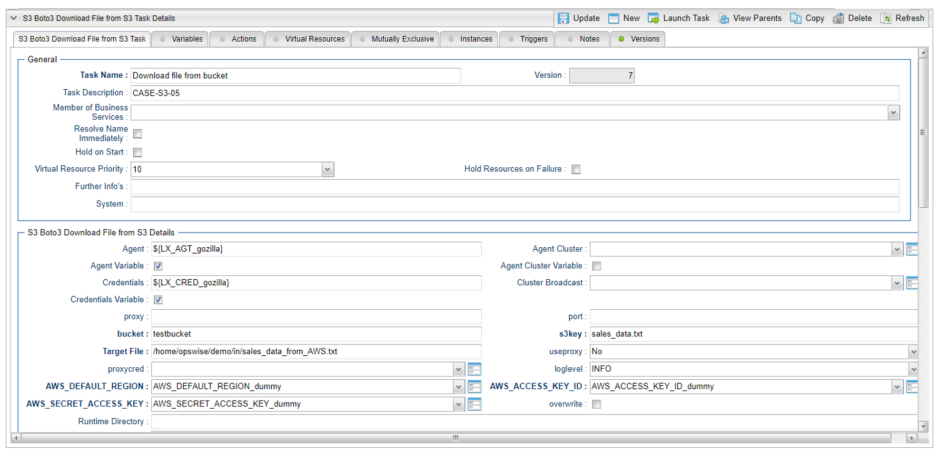 S3 Boto3 Download File from S3 Task Details Update New Launch Task View Parents Copy Delete Refresh
S3 Boto3 Download File from S3 Task Variables Actions Virtual Resources Mutually Exclusive Instances Triggers Notes Versions
General
Task Name : Download file from bucket Version : 7
Task Description : CASE-S3-05
Member of Business
Services :
Resolve Name
Immediately :
Hold on Start :
Virtual Resource Priority : 10 Hold Resources on Failure :
Further Info's :
System :
S3 Boto3 Download File from S3 Details
Agent : ${LX_AGT_gozilla} Agent Cluster :
Agent Variable : Agent Cluster Variable :
Credentials : ${LX_CRED_gozilla} Cluster Broadcast :
Credentials Variable :
proxy : port :
bucket : testbucket s3key : sales_data.txt
Target File : /home/opswise/demo/in/sales_data_from_AWS.txt useproxy : No
proxycred : loglevel : INFO
AWS_DEFAULT_REGION : AWS_DEFAULT_REGION_dummy AWS_ACCESS_KEY_ID : AWS_ACCESS_KEY_ID_dummy
AWS_SECRET_ACCESS_KEY : AWS_SECRET_ACCESS_KEY_dummy overwrite :
Runtime Directory :